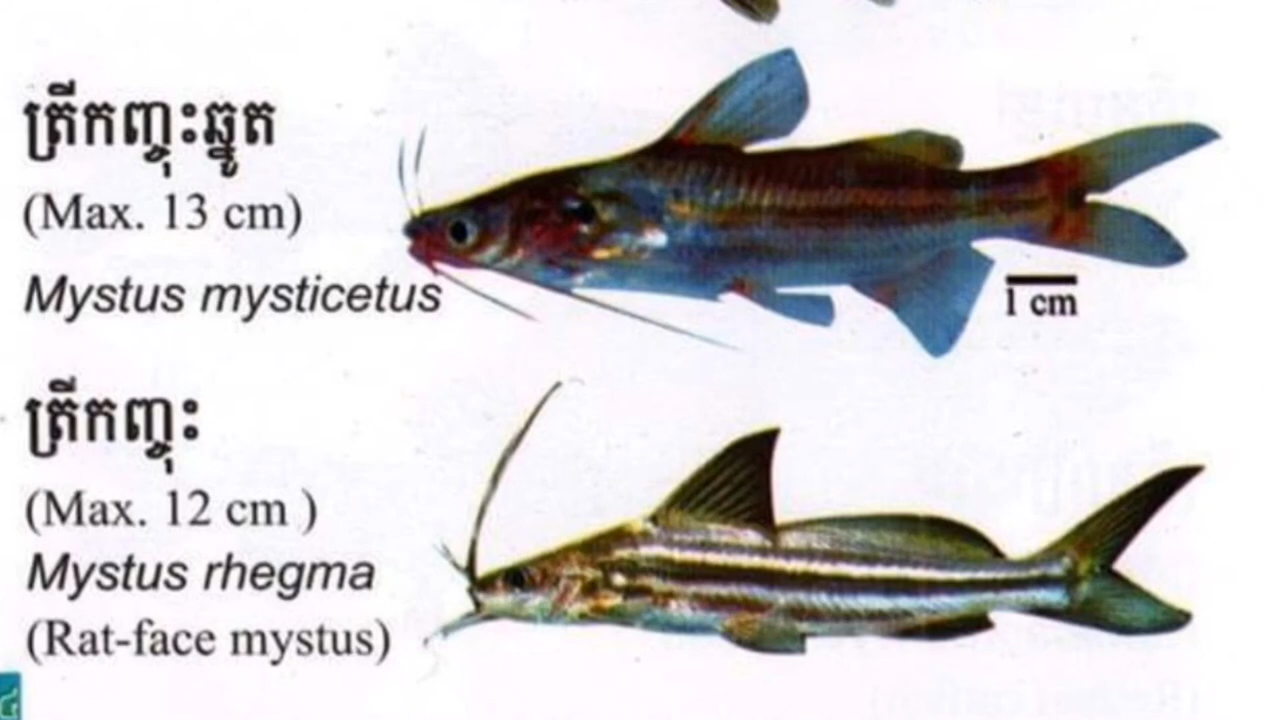 ត្រីកញ្ចុះឆ្នូត
(Max. 13 cm)
Mystus mysticetus
1 cm
ត្រីកញ្ចុះ
(Max. 12 cm )
Mystus rhegma
(Rat-face mystus)